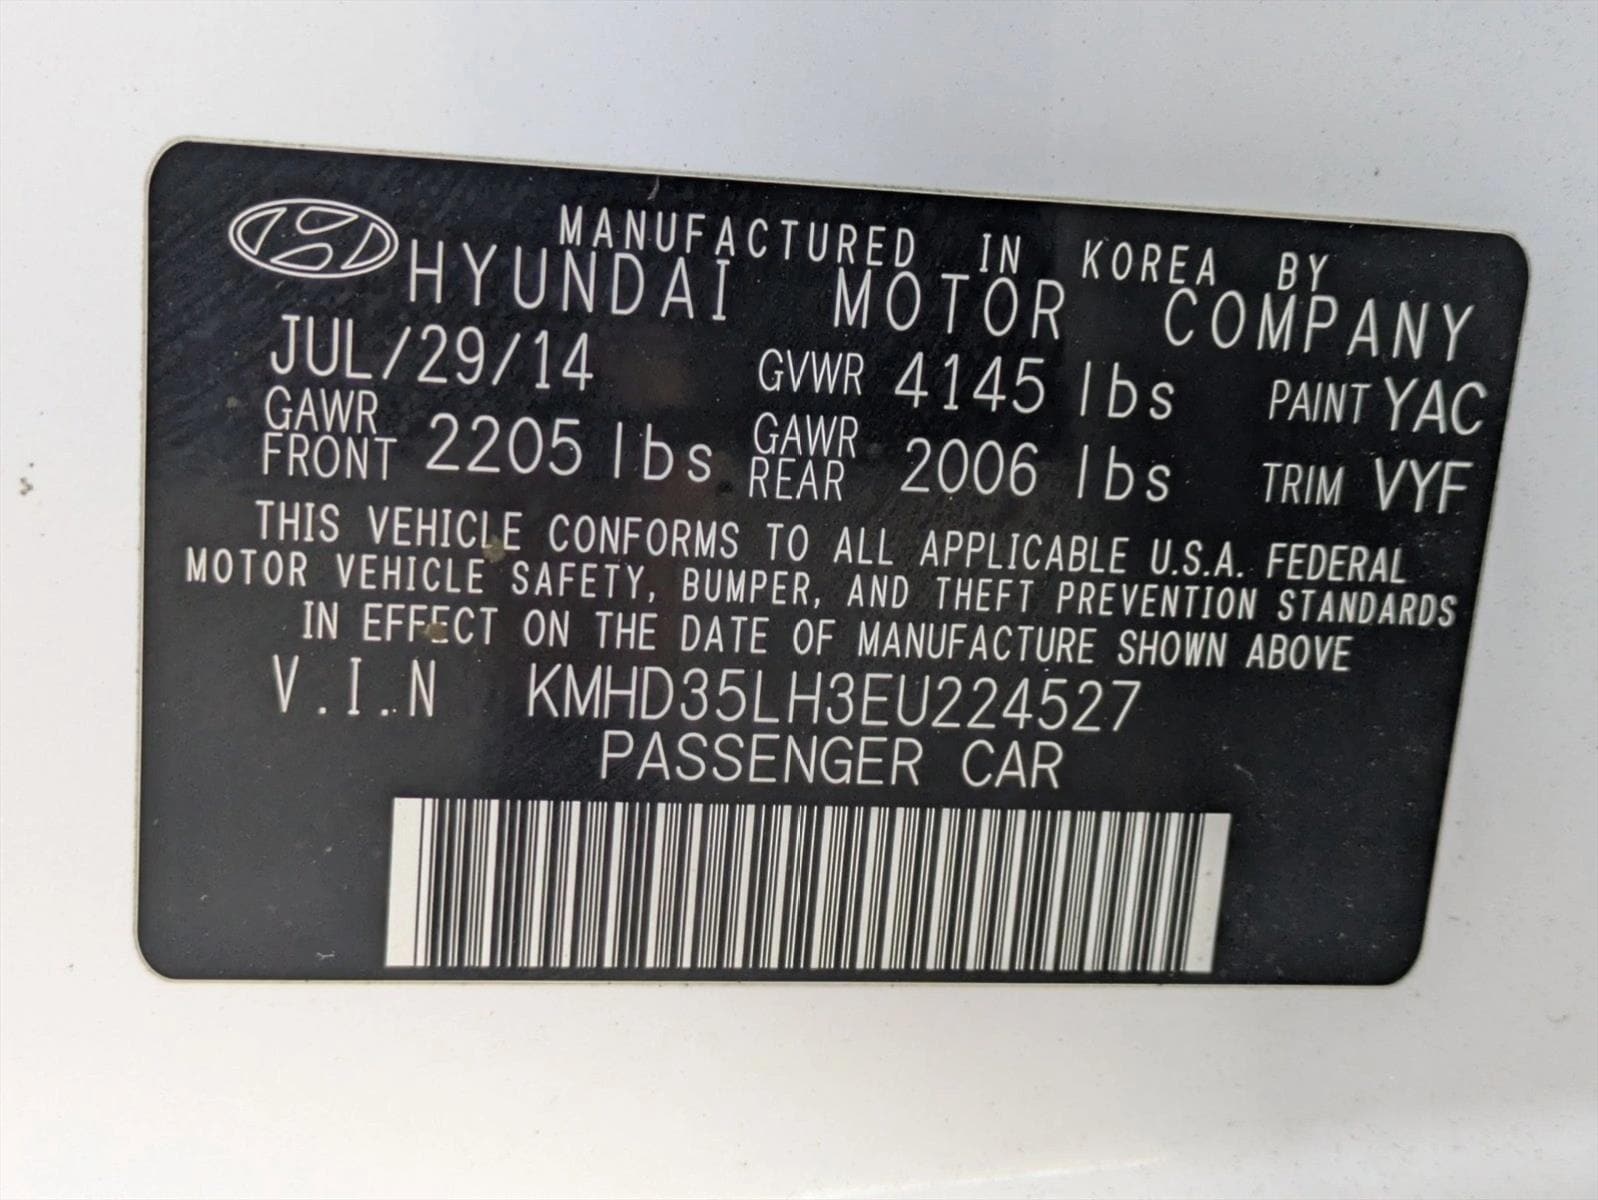 MANUFACTURED IN KOREA BY
HYUNDAI MOTOR COMPANY
JUL/29/14 GVWR 4145 lbs PAINT YAC
GAWR FRONT 2205 lbs GAWR REAR 2006 lbs TRIM VYF
THIS VEHICLE CONFORMS TO ALL APPLICABLE U.S.A. FEDERAL
MOTOR VEHICLE SAFETY, BUMPER, AND THEFT PREVENTION STANDARDS
IN EFFECT ON THE DATE OF MANUFACTURE SHOWN ABOVE
V.I.N KMHD35LH3EU224527
PASSENGER CAR